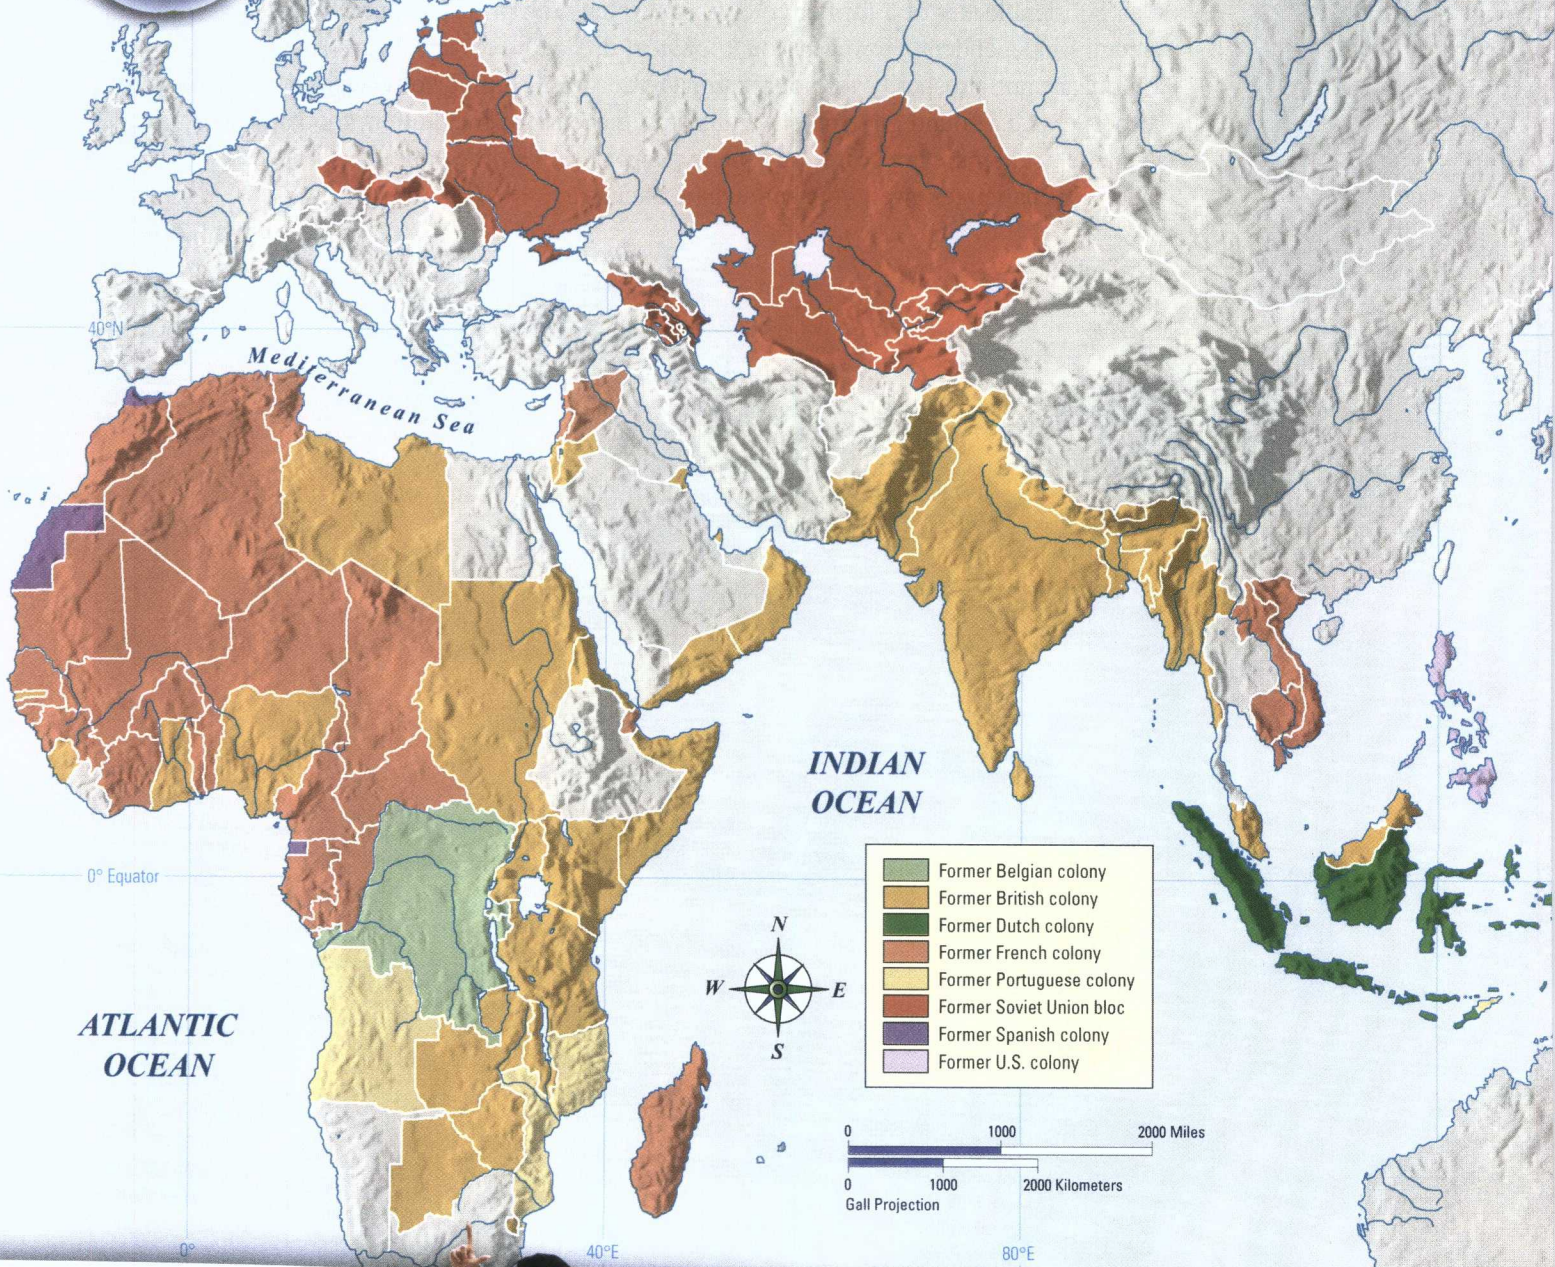 40°N
Mediterranean Sea
0° Equator
INDIAN
OCEAN
ATLANTIC
OCEAN
N
W
E
S
Former Belgian colony
Former British colony
Former Dutch colony
Former French colony
Former Portuguese colony
Former Soviet Union bloc
Former Spanish colony
Former U.S. colony
0 1000 2000 Miles
0 1000 2000 Kilometers
Gall Projection
0° 40°E 80°E